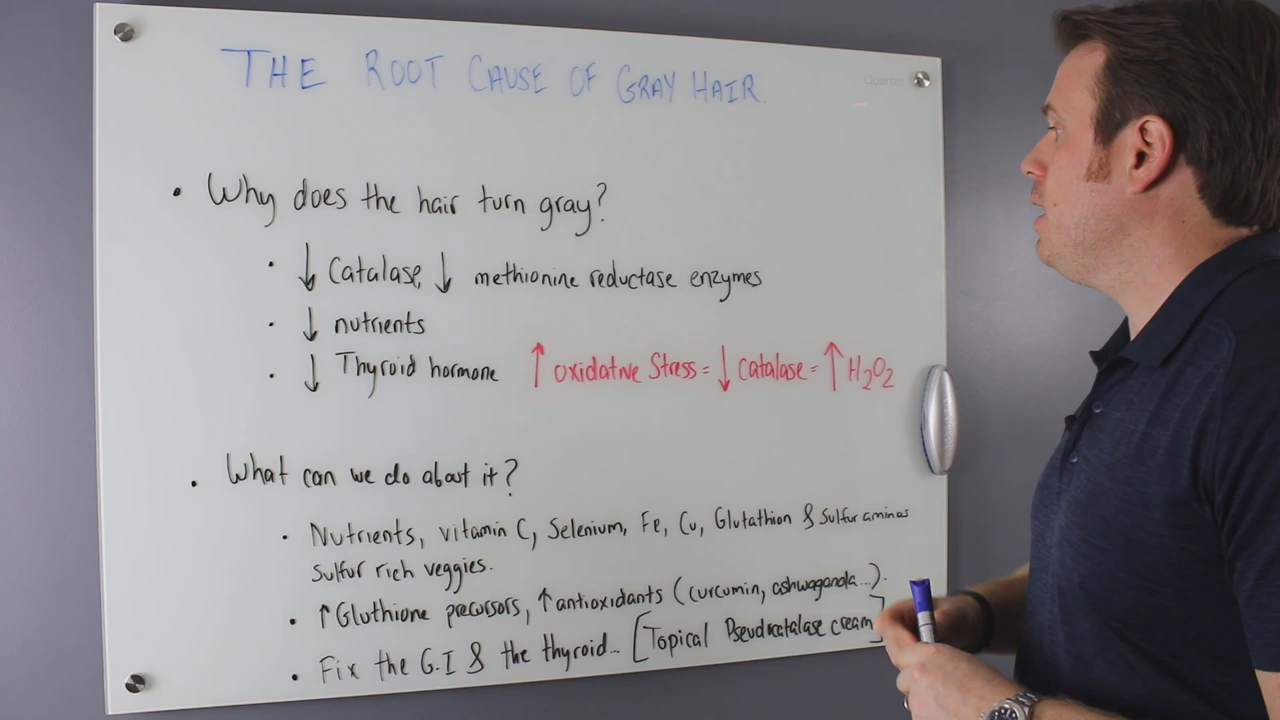 THE ROOT CAUSE OF GRAY HAIR
Quartet
• Why does the hair turn gray?
• ↓ Catalase, ↓ methionine reductase enzymes
• ↓ nutrients
• ↓ Thyroid hormone ↑ oxidative Stress = ↓ catalase = ↑ H₂O₂
• What can we do about it?
• Nutrients, vitamin C, Selenium, Fe, Cu, Glutathion & Sulfur aminos
Sulfur rich veggies.
• ↑ Gluthione precursors, ↑ antioxidants (curcumin, ashwaganda...).
• Fix the G.I & the thyroid... [Topical Pseudocatalase cream]